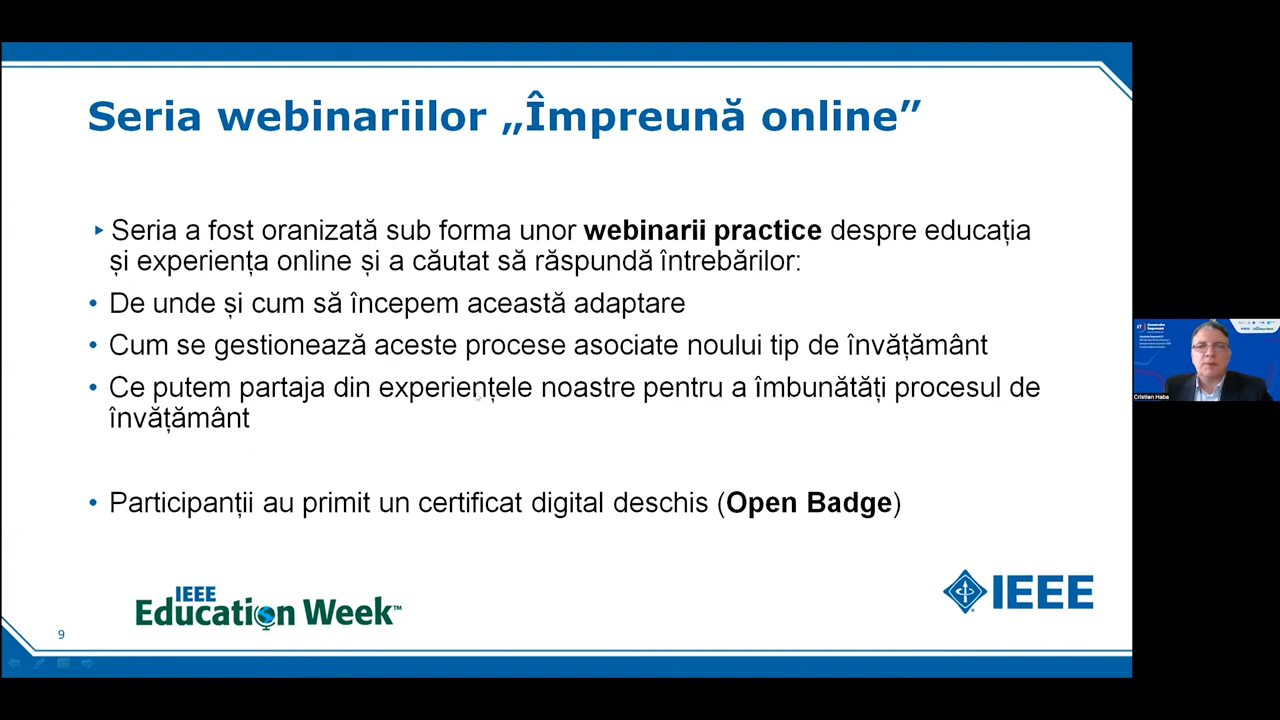 Seria webinariilor „Împreună online”
Seria a fost oranizată sub forma unor webinarii practice despre educația
și experiența online și a căutat să răspundă întrebărilor:
De unde și cum să începem această adaptare
Cum se gestionează aceste procese asociate noului tip de învățământ
Ce putem partaja din experiențele noastre pentru a îmbunătăți procesul de
învățământ
Participanții au primit un certificat digital deschis (Open Badge)
IEEE
Education Week™
IEEE
9
Cristian Haba